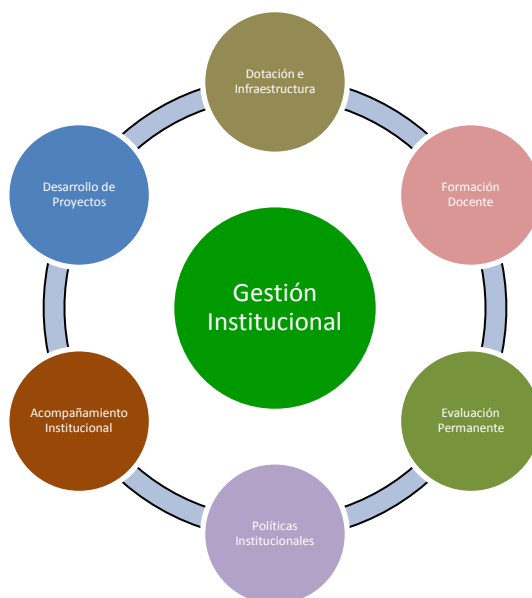 Dotación e
Infraestructura
Desarrollo de
Proyectos
Formación
Docente
Gestión
Institucional
Acompañamiento
Institucional
Evaluación
Permanente
Políticas
Institucionales